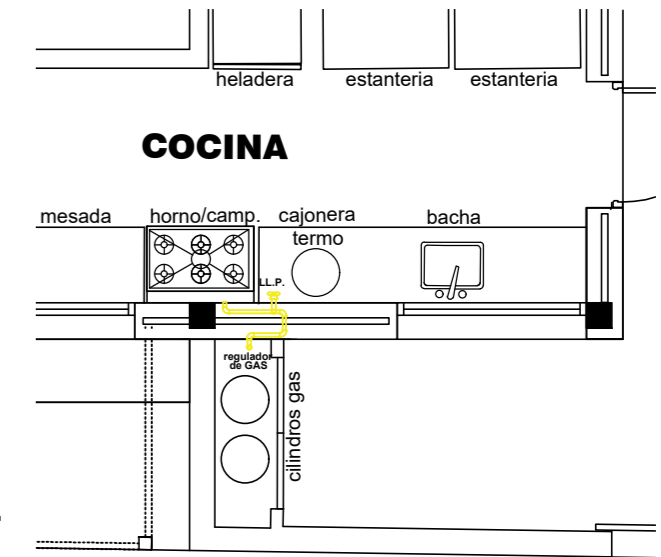 heladera
estanteria
estanteria
COCINA
mesada
horno/camp.
cajonera
bacha
termo
LL.P.
regulador
de GAS
cilindros gas